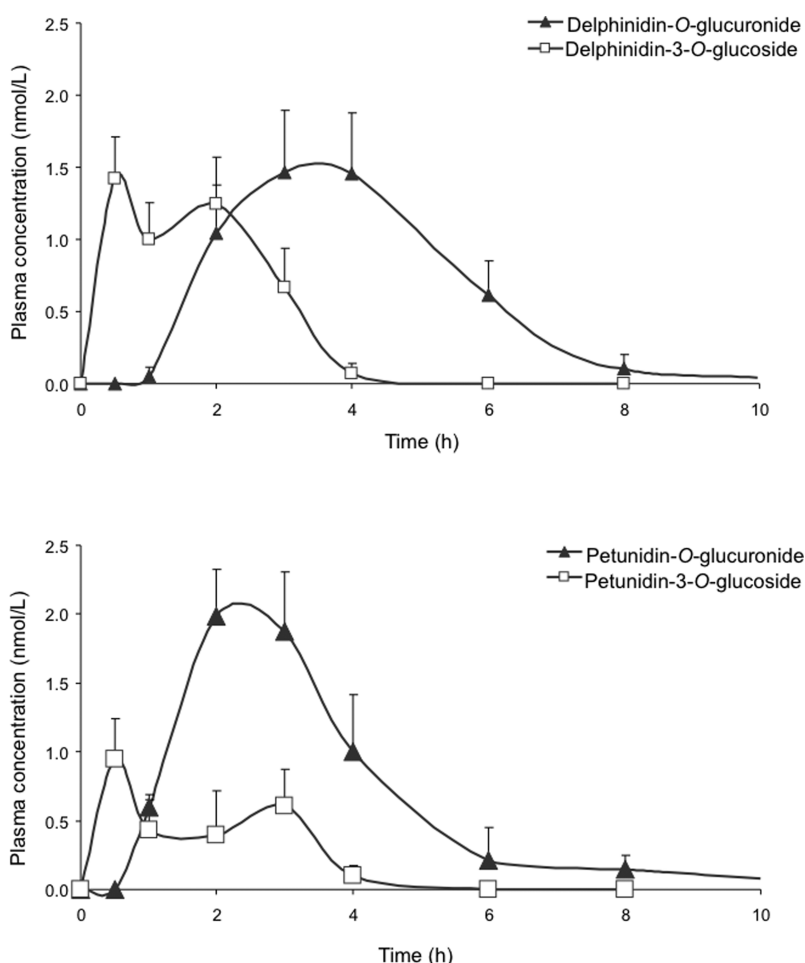 2.5
Delphinidin-O-glucuronide
Delphinidin-3-O-glucoside
2.0
1.5
1.0
0.5
0.0
Plasma concentration (nmol/L)
0 2 4 6 8 10
Time (h)
2.5
Petunidin-O-glucuronide
Petunidin-3-O-glucoside
2.0
1.5
1.0
0.5
0.0
Plasma concentration (nmol/L)
0 2 4 6 8 10
Time (h)